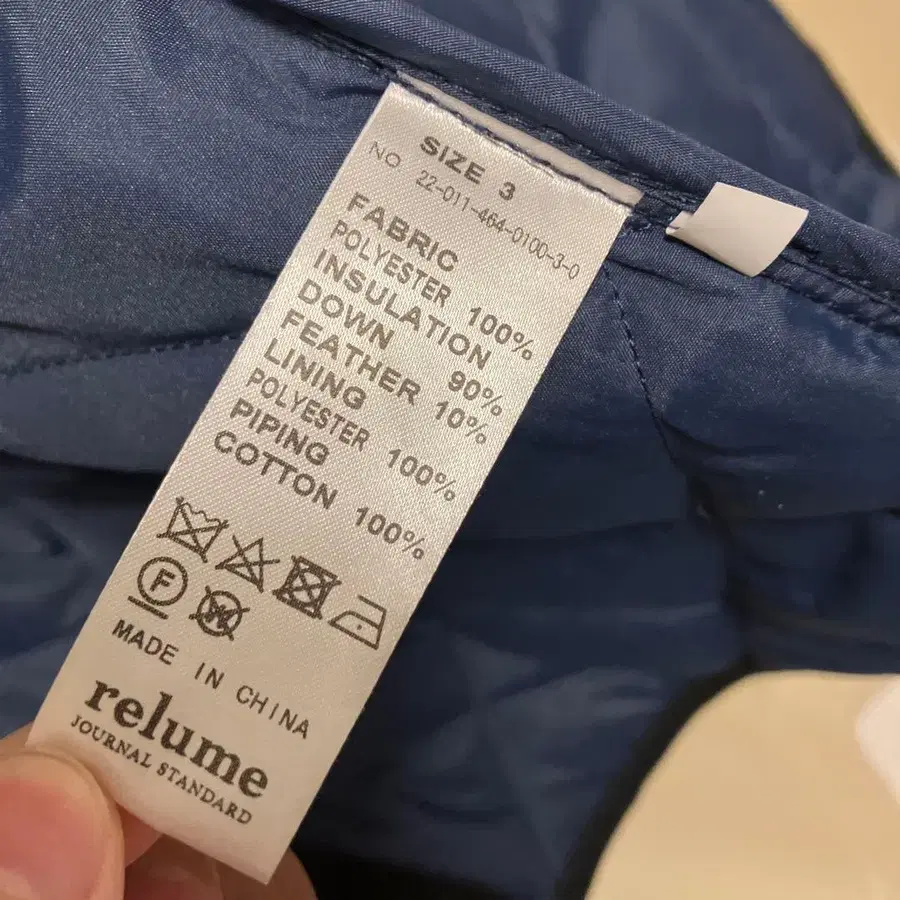 SIZE 3
NO 22-011-464-0100-3-0
FABRIC
POLYESTER 100%
INSULATION
DOWN 90%
FEATHER 10%
LINING
POLYESTER 100%
PIPING
COTTON 100%
F
W
MADE IN CHINA
relume
JOURNAL STANDARD